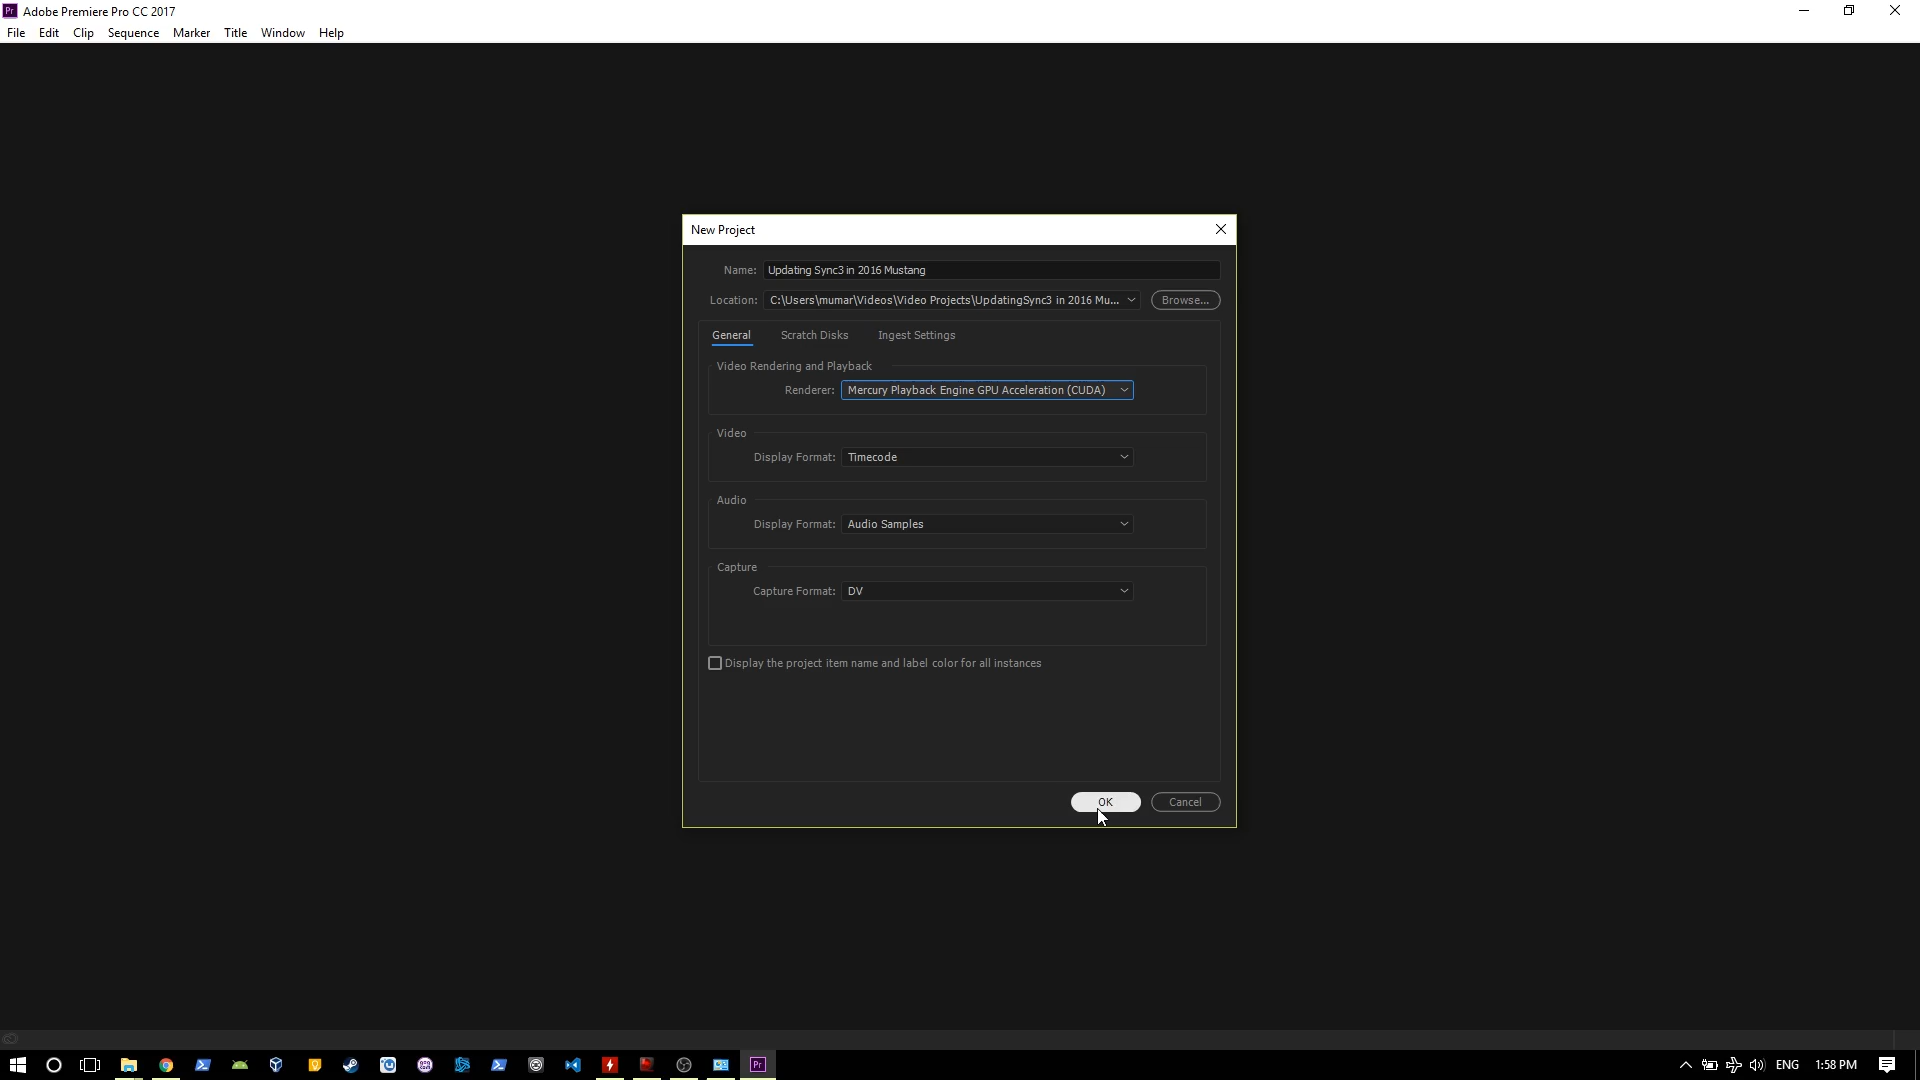 Pr Adobe Premiere Pro CC 2017
File Edit Clip Sequence Marker Title Window Help
New Project
Name: Updating Sync3 in 2016 Mustang
Location: C:\Users\mumar\Videos\Video Projects\UpdatingSync3 in 2016 Mu... Browse...
General Scratch Disks Ingest Settings
Video Rendering and Playback
Renderer: Mercury Playback Engine GPU Acceleration (CUDA)
Video
Display Format: Timecode
Audio
Display Format: Audio Samples
Capture
Capture Format: DV
Display the project item name and label color for all instances
OK Cancel
Pr ENG 1:58 PM